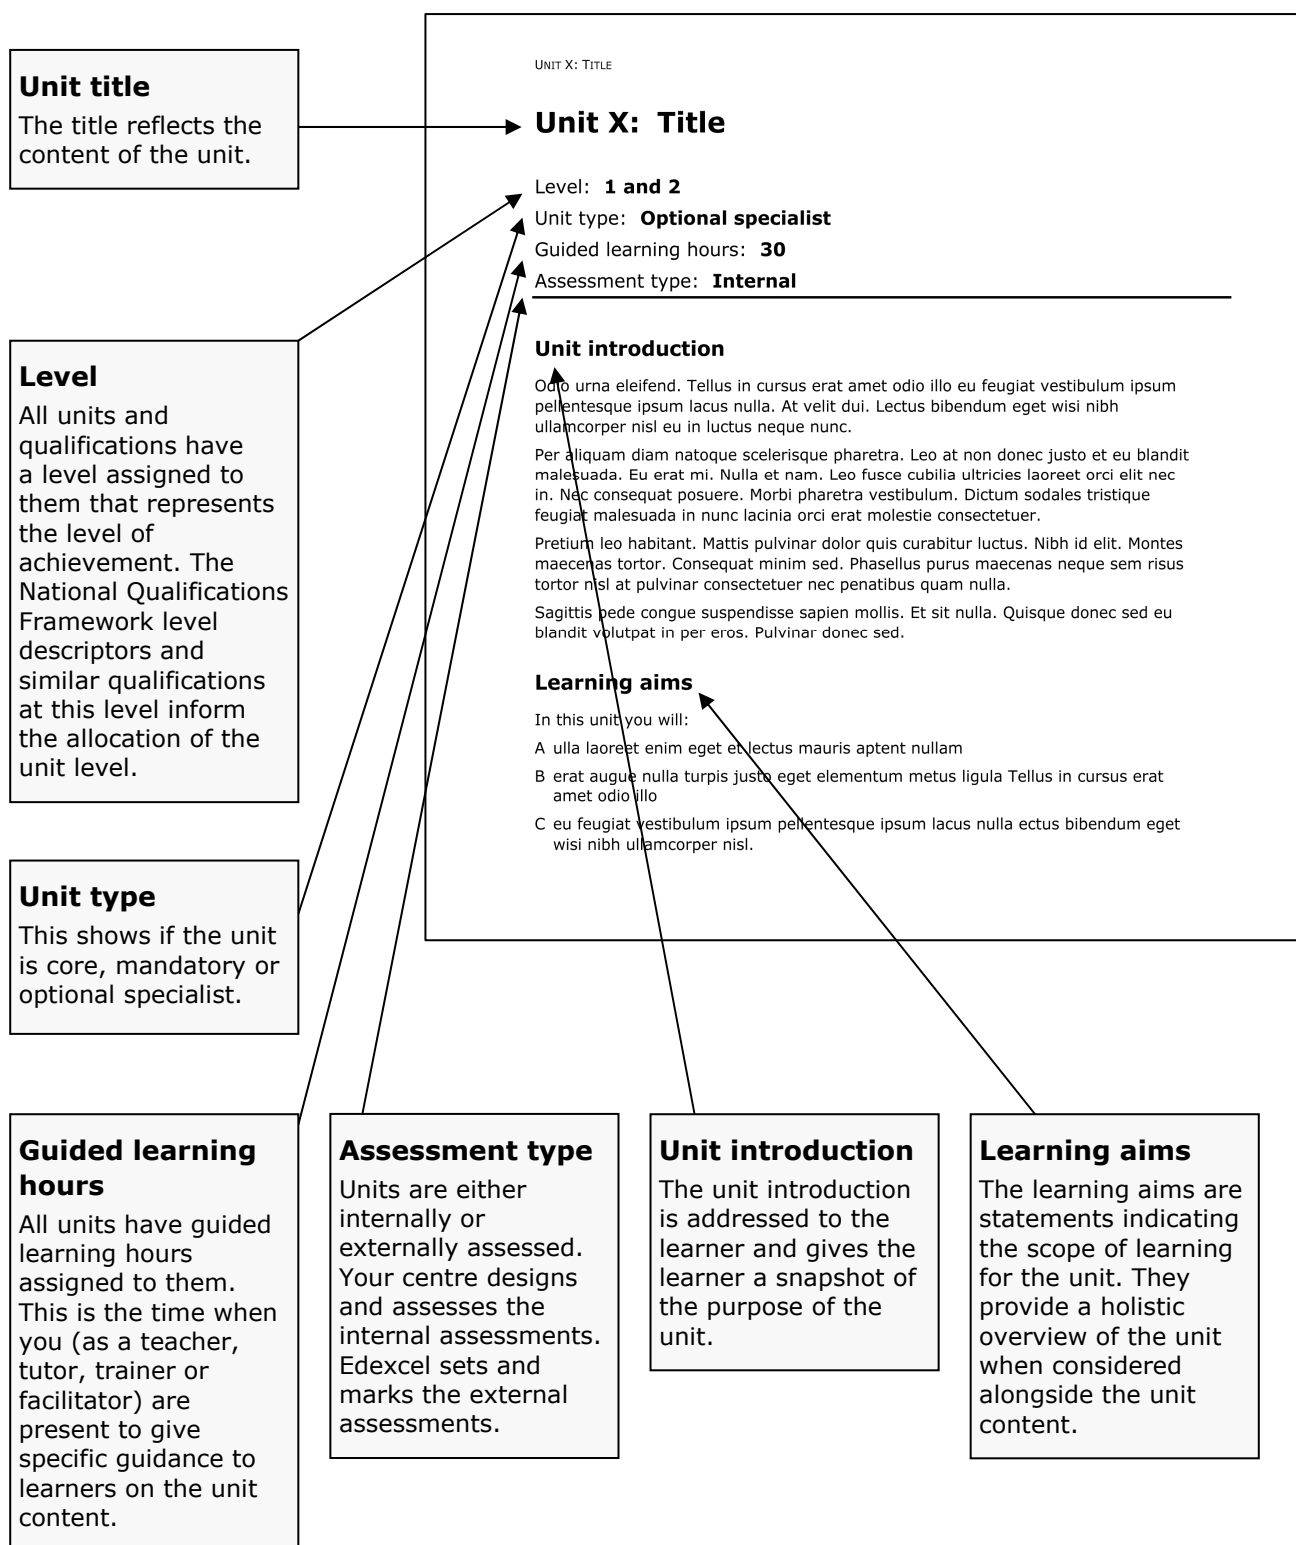 UNIT X: TITLE
Unit title
The title reflects the
content of the unit.
Unit X: Title
Level: 1 and 2
Unit type: Optional specialist
Guided learning hours: 30
Assessment type: Internal
Level
All units and
qualifications have
a level assigned to
them that represents
the level of
achievement. The
National Qualifications
Framework level
descriptors and
similar qualifications
at this level inform
the allocation of the
unit level.
Unit introduction
Odio urna eleifend. Tellus in cursus erat amet odio illo eu feugiat vestibulum ipsum
pellentesque ipsum lacus nulla. At velit dui. Lectus bibendum eget wisi nibh
ullamcorper nisl eu in luctus neque nunc.
Per aliquam diam natoque scelerisque pharetra. Leo at non donec justo et eu blandit
malesuada. Eu erat mi. Nulla et nam. Leo fusce cubilia ultricies laoreet orci elit nec
in. Nec consequat posuere. Morbi pharetra vestibulum. Dictum sodales tristique
feugiat malesuada in nunc lacinia orci erat molestie consectetuer.
Pretium leo habitant. Mattis pulvinar dolor quis curabitur luctus. Nibh id elit. Montes
maecenas tortor. Consequat minim sed. Phasellus purus maecenas neque sem risus
tortor nisl at pulvinar consectetuer nec penatibus quam nulla.
Sagittis pede congue suspendisse sapien mollis. Et sit nulla. Quisque donec sed eu
blandit volutpat in per eros. Pulvinar donec sed.
Learning aims
In this unit you will:
A ulla laoreet enim eget et lectus mauris aptent nullam
B erat augue nulla turpis justo eget elementum metus ligula Tellus in cursus erat
amet odio illo
C eu feugiat vestibulum ipsum pellentesque ipsum lacus nulla ectus bibendum eget
wisi nibh ullamcorper nisl.
Unit type
This shows if the unit
is core, mandatory or
optional specialist.
Guided learning
hours
All units have guided
learning hours
assigned to them.
This is the time when
you (as a teacher,
tutor, trainer or
facilitator) are
present to give
specific guidance to
learners on the unit
content.
Assessment type
Units are either
internally or
externally assessed.
Your centre designs
and assesses the
internal assessments.
Edexcel sets and
marks the external
assessments.
Unit introduction
The unit introduction
is addressed to the
learner and gives the
learner a snapshot of
the purpose of the
unit.
Learning aims
The learning aims are
statements indicating
the scope of learning
for the unit. They
provide a holistic
overview of the unit
when considered
alongside the unit
content.